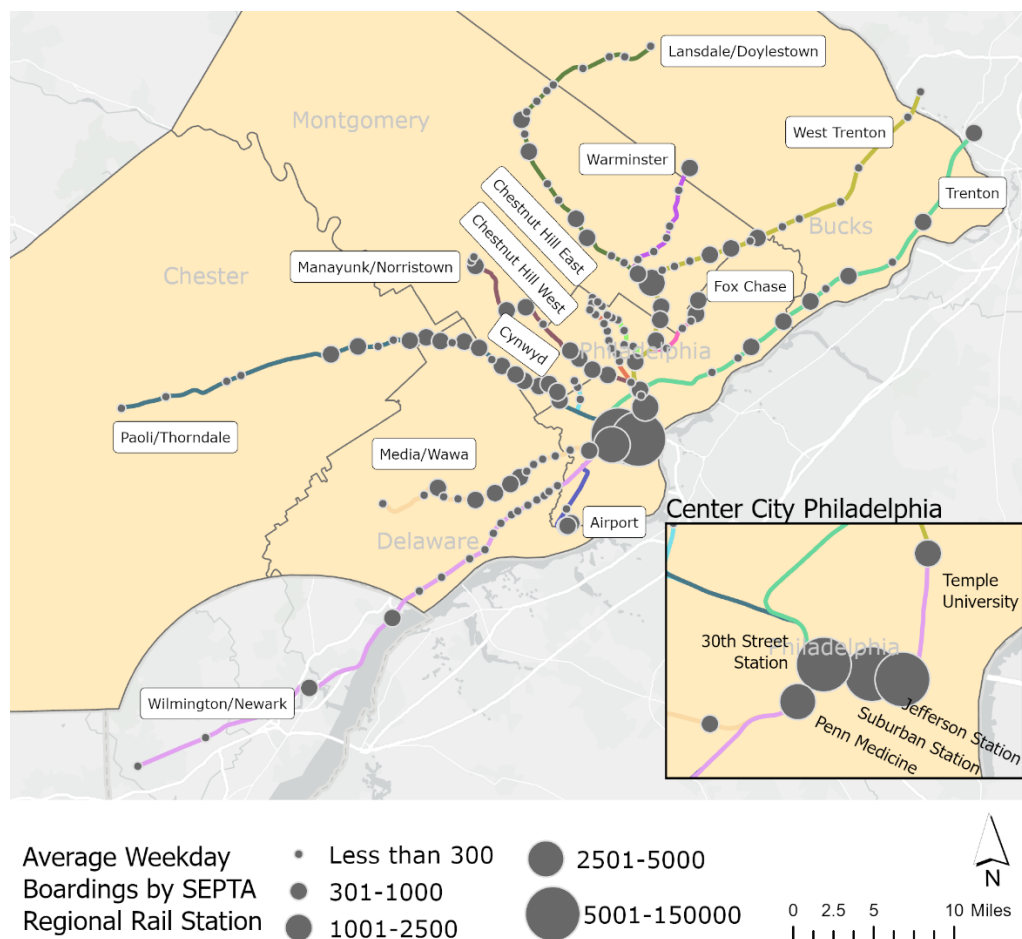 Lansdale/Doylestown
Montgomery
West Trenton
Warminster
Chestnut Hill East
Trenton
Chestnut Hill West
Bucks
Manayunk/Norristown
Chester
Fox Chase
Cynwyd
Philadelphia
Paoli/Thorndale
Media/Wawa
Center City Philadelphia
Airport
Delaware
Temple
University
30th Street
Station
Philadelphia
Jefferson Station
Suburban Station
Penn Medicine
Wilmington/Newark
Average Weekday
Boardings by SEPTA
Regional Rail Station
Less than 300
301-1000
1001-2500
2501-5000
5001-150000
N
0 2.5 5 10 Miles